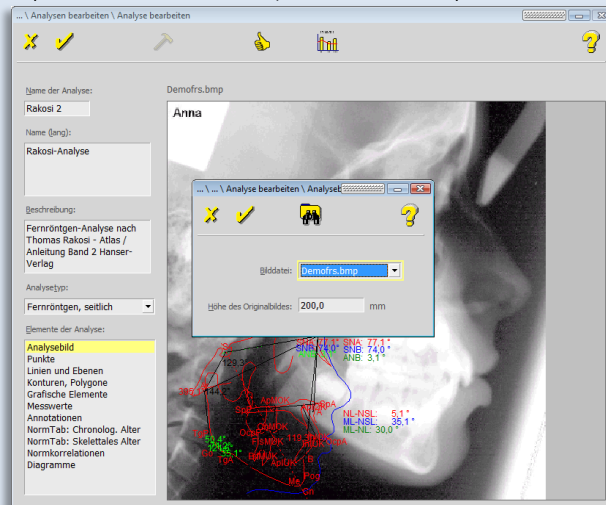 ... \ Analysen bearbeiten \ Analyse bearbeiten
Name der Analyse:
Rakosi 2
Name (lang):
Rakosi-Analyse
Beschreibung:
Fernröntgen-Analyse nach
Thomas Rakosi - Atlas /
Anleitung Band 2 Hanser-
Verlag
Analysetyp:
Fernröntgen, seitlich
Elemente der Analyse:
Analysebild
Punkte
Linien und Ebenen
Konturen, Polygone
Grafische Elemente
Messwerte
Annotationen
NormTab: Chronolog. Alter
NormTab: Skelettales Alter
Normkorrelationen
Diagramme
Demofrs.bmp
Anna
... \ ... \ Analyse bearbeiten \ Analyseb
Bilddatei:
Demofrs.bmp
Höhe des Originalbildes:
200,0
mm
SNA: 77,1 °
SNB: 74,0 °
ANB: 3,1 °
NL-NSL: 5,1 °
ML-NSL: 35,1 °
ML-NL: 30,0 °
B
Pog
Me
Gn